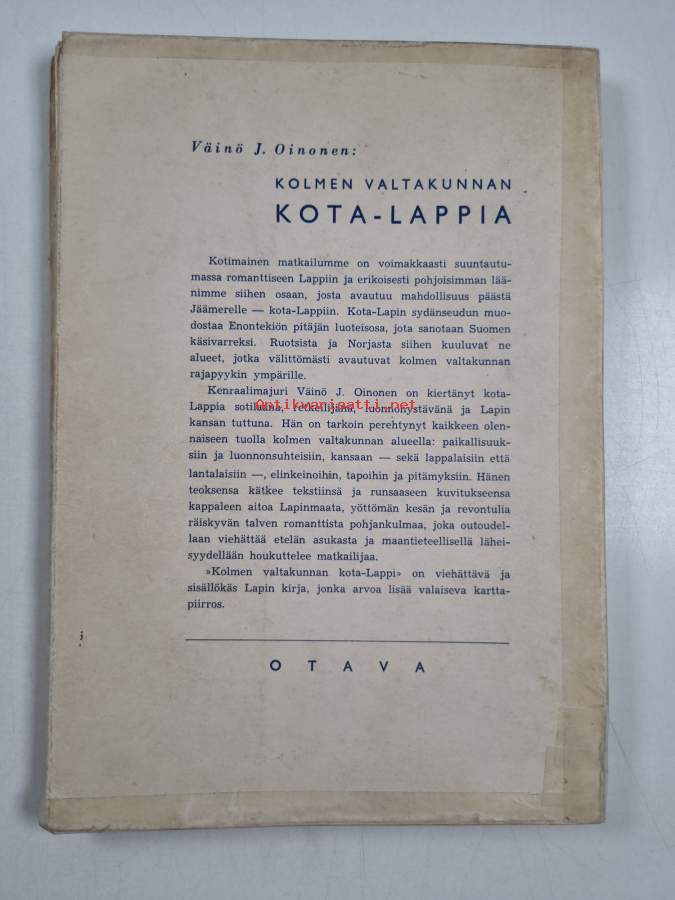 Väinö J. Oinonen:
KOLMEN VALTAKUNNAN
KOTA-LAPPIA
Kotimainen matkailumme on voimakkaasti suuntautu-
massa romanttiseen Lappiin ja erikoisesti pohjoisimman lää-
nimme siihen osaan, josta avautuu mahdollisuus päästä
Jäämerelle — kota-Lappiin. Kota-Lapin sydänseudun muo-
dostaa Enontekiön pitäjän luoteisosa, jota sanotaan Suomen
käsivarreksi. Ruotsista ja Norjasta siihen kuuluvat ne
alueet, jotka välittömästi avautuvat kolmen valtakunnan
rajapyykin ympärille.
Kenraalimajuri Väinö J. Oinonen on kiertänyt kota-
Lappia sotilaana, retkeilijänä, luonnonystävänä ja Lapin
Antikvariaatti.net
kansan tuttuna. Hän on tarkoin perehtynyt kaikkeen olen-
naiseen tuolla kolmen valtakunnan alueella: paikallisuuk-
siin ja luonnonsuhteisiin, kansaan — sekä lappalaisiin että
lantalaisiin —, elinkeinoihin, tapoihin ja pitämyksiin. Hänen
teoksensa kätkee tekstiinsä ja runsaaseen kuvitukseensa
kappaleen aitoa Lapinmaata, yöttömän kesän ja revontulia
räiskyvän talven romanttista pohjankulmaa, joka outoudel-
laan viehättää etelän asukasta ja maantieteellisellä lähei-
syydellään houkuttelee matkailijaa.
»Kolmen valtakunnan kota-Lappi» on viehättävä ja
sisällökäs Lapin kirja, jonka arvoa lisää valaiseva kartta-
piirros.
OTAVA